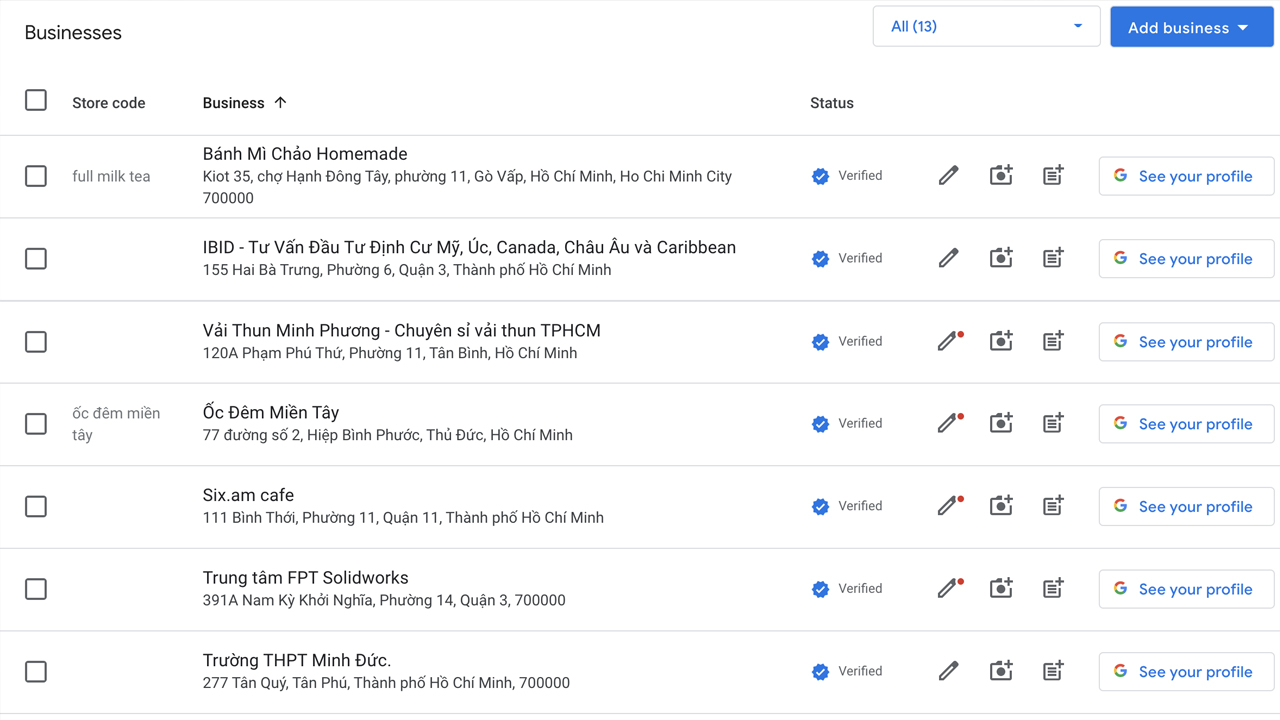 Businesses
All (13)
Add business
Store code
Business
Status
full milk tea
Bánh Mì Chảo Homemade
Kiot 35, chợ Hạnh Đông Tây, phường 11, Gò Vấp, Hồ Chí Minh, Ho Chi Minh City
700000
Verified
See your profile
IBID - Tư Vấn Đầu Tư Định Cư Mỹ, Úc, Canada, Châu Âu và Caribbean
155 Hai Bà Trưng, Phường 6, Quận 3, Thành phố Hồ Chí Minh
Verified
See your profile
Vải Thun Minh Phương - Chuyên sỉ vải thun TPHCM
120A Phạm Phú Thứ, Phường 11, Tân Bình, Hồ Chí Minh
Verified
See your profile
ốc đêm miền
tây
Ốc Đêm Miền Tây
77 đường số 2, Hiệp Bình Phước, Thủ Đức, Hồ Chí Minh
Verified
See your profile
Six.am cafe
111 Bình Thới, Phường 11, Quận 11, Thành phố Hồ Chí Minh
Verified
See your profile
Trung tâm FPT Solidworks
391A Nam Kỳ Khởi Nghĩa, Phường 14, Quận 3, 700000
Verified
See your profile
Trường THPT Minh Đức.
277 Tân Quý, Tân Phú, Thành phố Hồ Chí Minh, 700000
Verified
See your profile